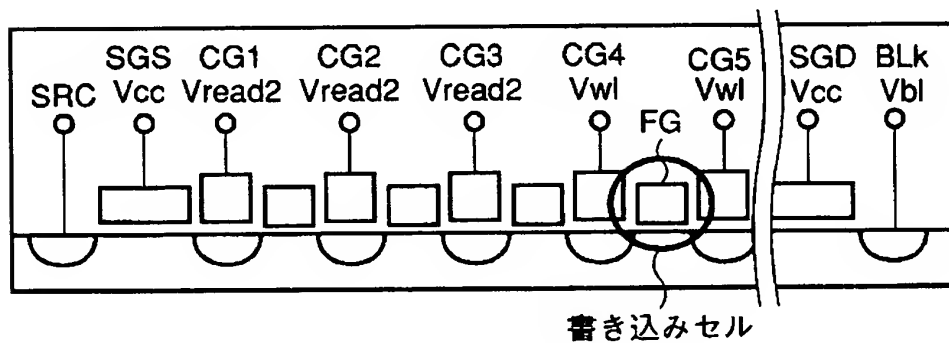 SRC
SGS
Vcc
CG1
Vread2
CG2
Vread2
CG3
Vread2
CG4
Vwl
FG
CG5
Vwl
SGD
Vcc
BLk
Vbl
書き込みセル